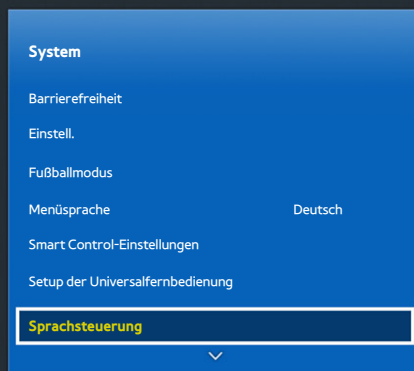 System
Barrierefreiheit
Einstell.
Fußballmodus
Menüsprache Deutsch
Smart Control-Einstellungen
Setup der Universalfernbedienung
Sprachsteuerung